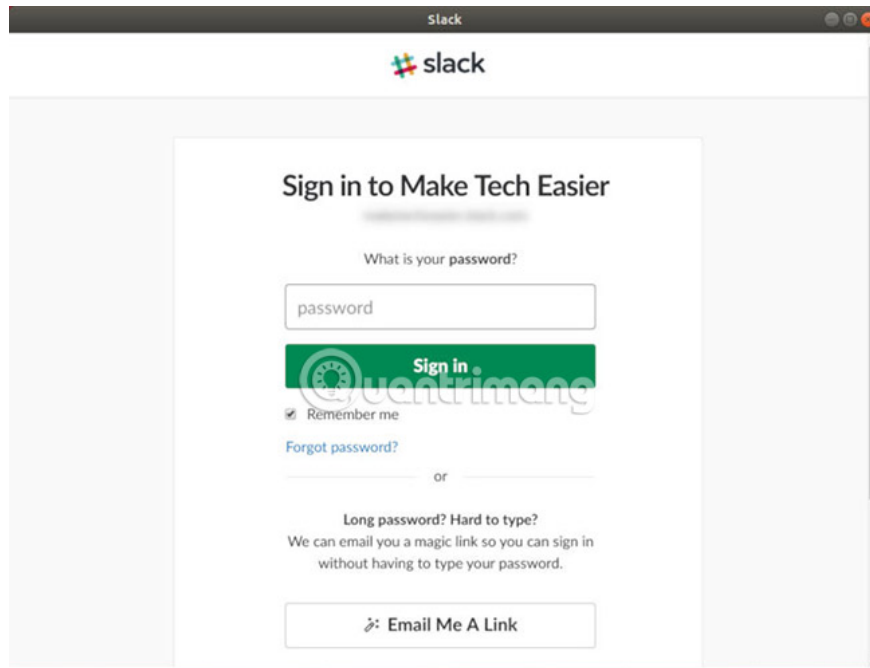 Slack
slack
Sign in to Make Tech Easier
What is your password?
password
Sign in
Quantrimang
Remember me
Forgot password?
or
Long password? Hard to type?
We can email you a magic link so you can sign in
without having to type your password.
Email Me A Link